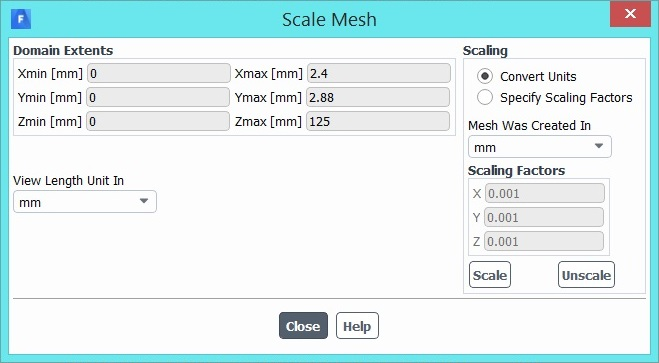 F
Scale Mesh
Domain Extents
Xmin [mm] 0 Xmax [mm] 2.4
Ymin [mm] 0 Ymax [mm] 2.88
Zmin [mm] 0 Zmax [mm] 125
View Length Unit In
mm
Scaling
Convert Units
Specify Scaling Factors
Mesh Was Created In
mm
Scaling Factors
X 0.001
Y 0.001
Z 0.001
Scale Unscale
Close Help